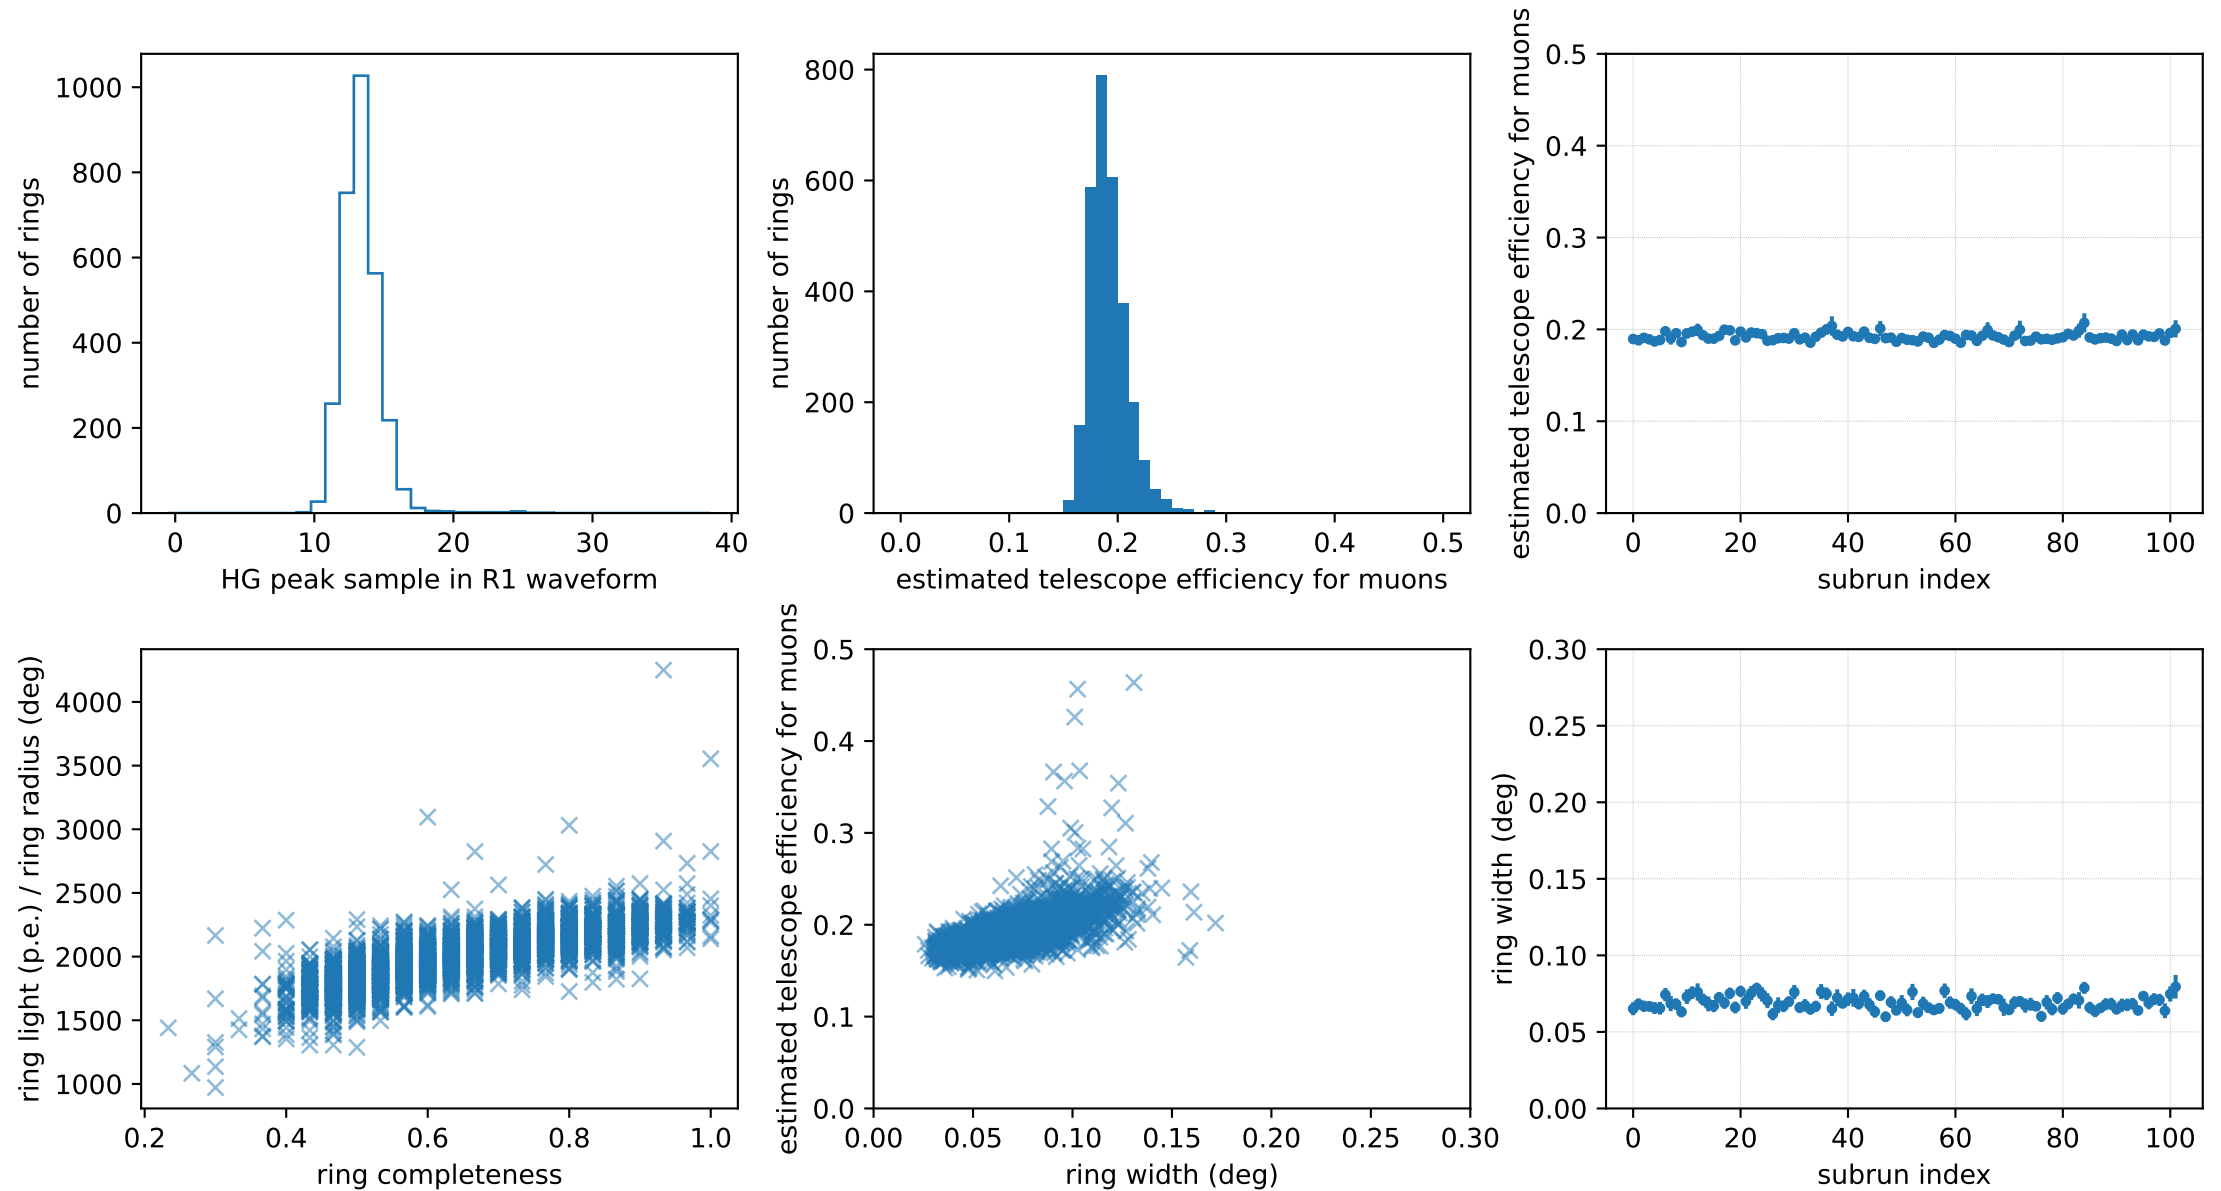 number of rings
1000
800
600
400
200
0
0 10 20 30 40
HG peak sample in R1 waveform
number of rings
800
600
400
200
0
0.0 0.1 0.2 0.3 0.4 0.5
estimated telescope efficiency for muons
estimated telescope efficiency for muons
0.5
0.4
0.3
0.2
0.1
0.0
0 20 40 60 80 100
subrun index
ring light (p.e.) / ring radius (deg)
4000
3500
3000
2500
2000
1500
1000
0.2 0.4 0.6 0.8 1.0
ring completeness
estimated telescope efficiency for muons
0.5
0.4
0.3
0.2
0.1
0.0
0.00 0.05 0.10 0.15 0.20 0.25 0.30
ring width (deg)
ring width (deg)
0.30
0.25
0.20
0.15
0.10
0.05
0.00
0 20 40 60 80 100
subrun index